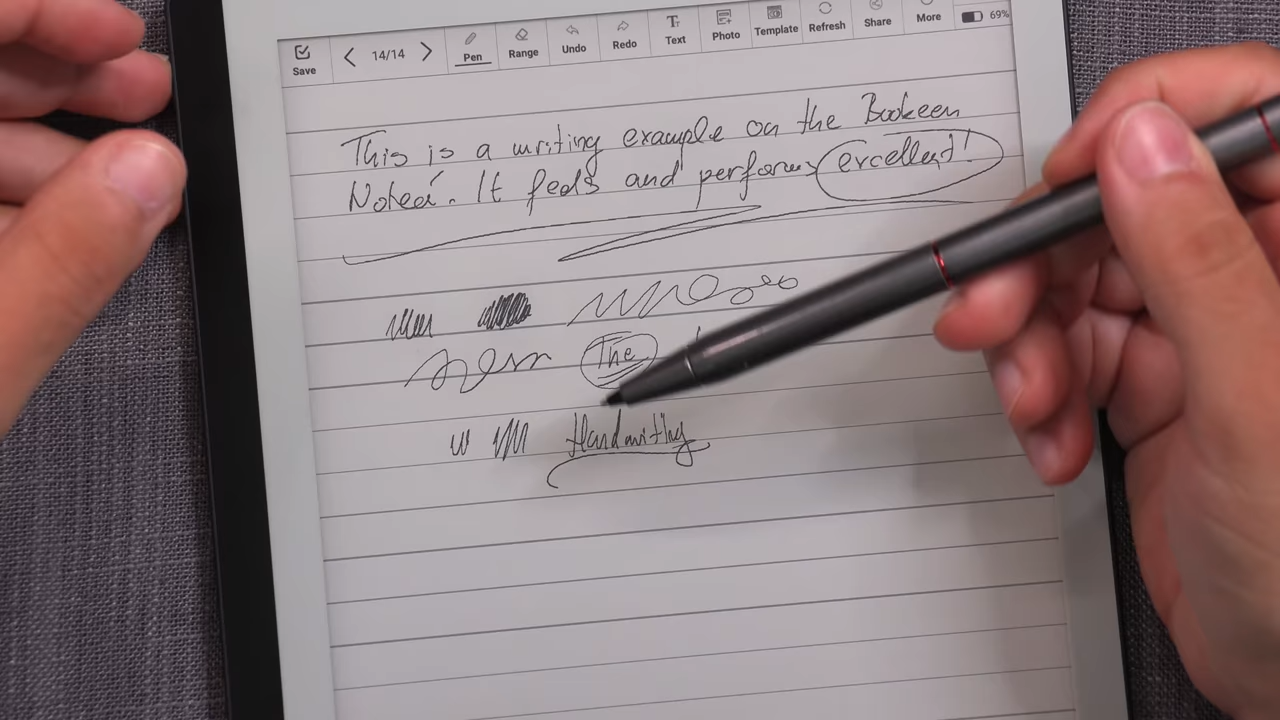 Save 14/14 Pen Range Undo Redo Text Photo Template Refresh Share More 69%
This is a writing example on the Bookeen
Noteá. It feels and performs excellent!
The
Handwriting